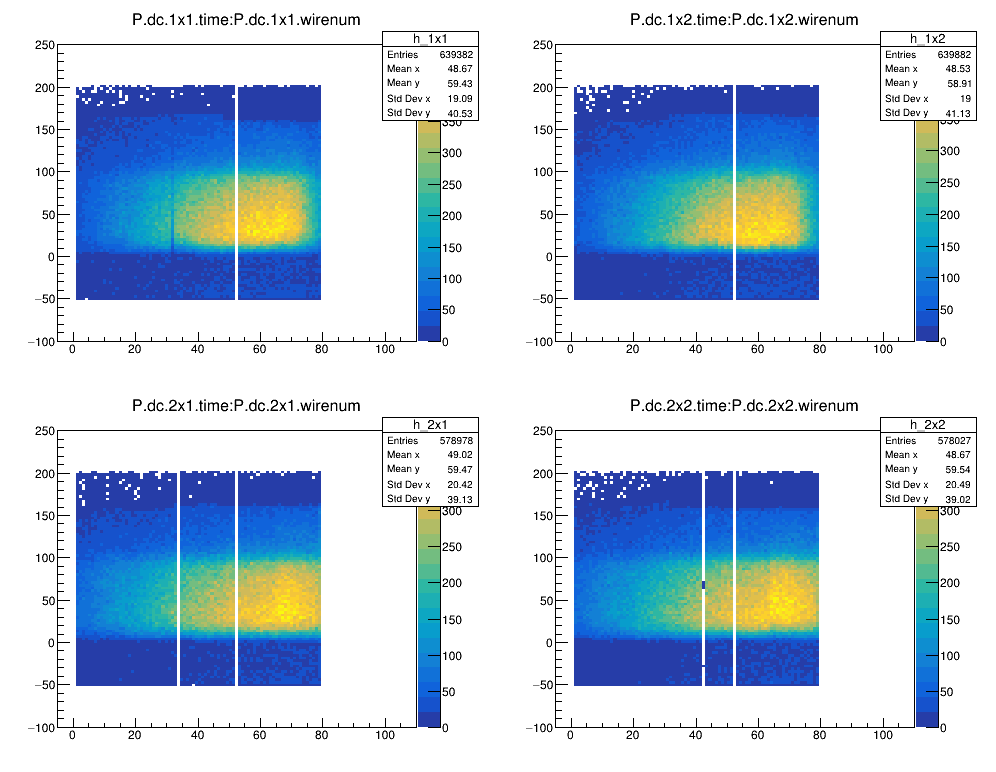 P.dc.1x1.time:P.dc.1x1.wirenum
h_1x1
Entries 639382
Mean x 48.67
Mean y 59.43
Std Dev x 19.09
Std Dev y 40.53
250
200
150
100
50
0
−50
−100
0 20 40 60 80 100
350
300
250
200
150
100
50
0
P.dc.1x2.time:P.dc.1x2.wirenum
h_1x2
Entries 639882
Mean x 48.53
Mean y 58.91
Std Dev x 19
Std Dev y 41.13
250
200
150
100
50
0
−50
−100
0 20 40 60 80 100
350
300
250
200
150
100
50
0
P.dc.2x1.time:P.dc.2x1.wirenum
h_2x1
Entries 578978
Mean x 49.02
Mean y 59.47
Std Dev x 20.42
Std Dev y 39.13
250
200
150
100
50
0
−50
−100
0 20 40 60 80 100
300
250
200
150
100
50
0
P.dc.2x2.time:P.dc.2x2.wirenum
h_2x2
Entries 578027
Mean x 48.67
Mean y 59.54
Std Dev x 20.49
Std Dev y 39.02
250
200
150
100
50
0
−50
−100
0 20 40 60 80 100
300
250
200
150
100
50
0